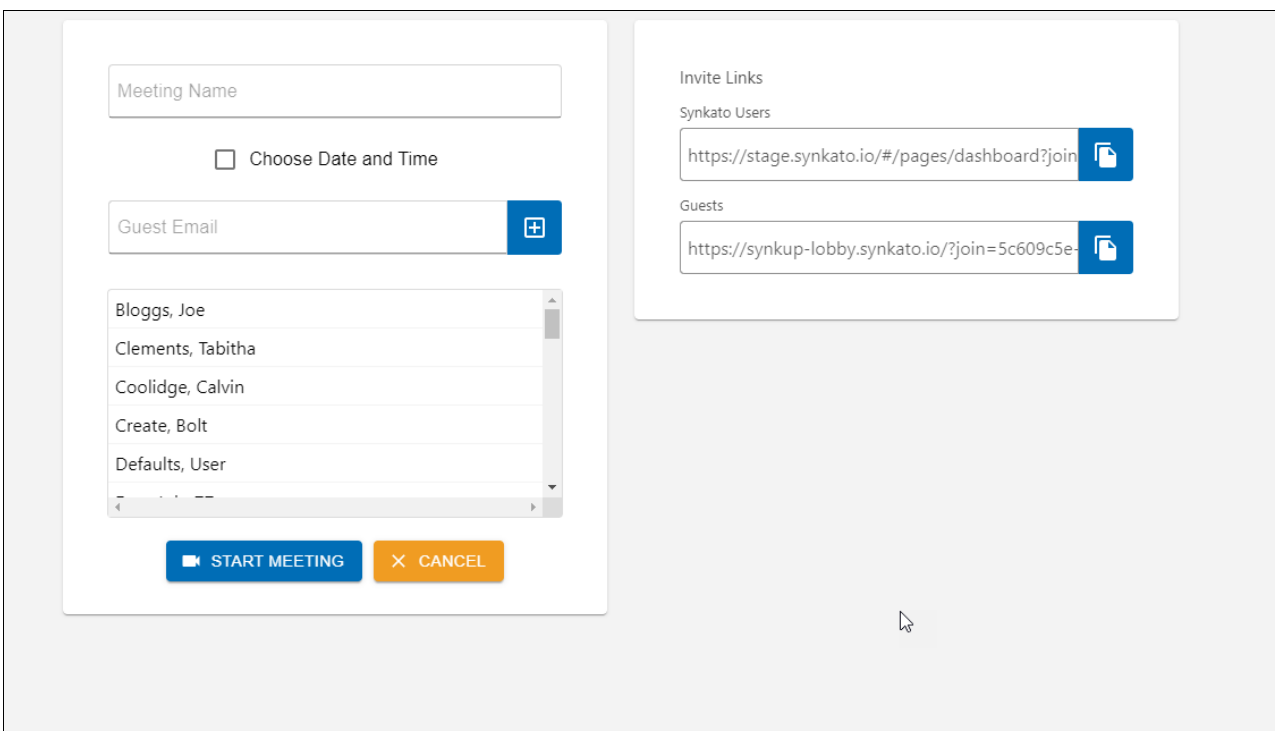 Meeting Name
Choose Date and Time
Guest Email
Bloggs, Joe
Clements, Tabitha
Coolidge, Calvin
Create, Bolt
Defaults, User
START MEETING
CANCEL
Invite Links
Synkato Users
https://stage.synkato.io/#/pages/dashboard?join
Guests
https://synkup-lobby.synkato.io/?join=5c609c5e-